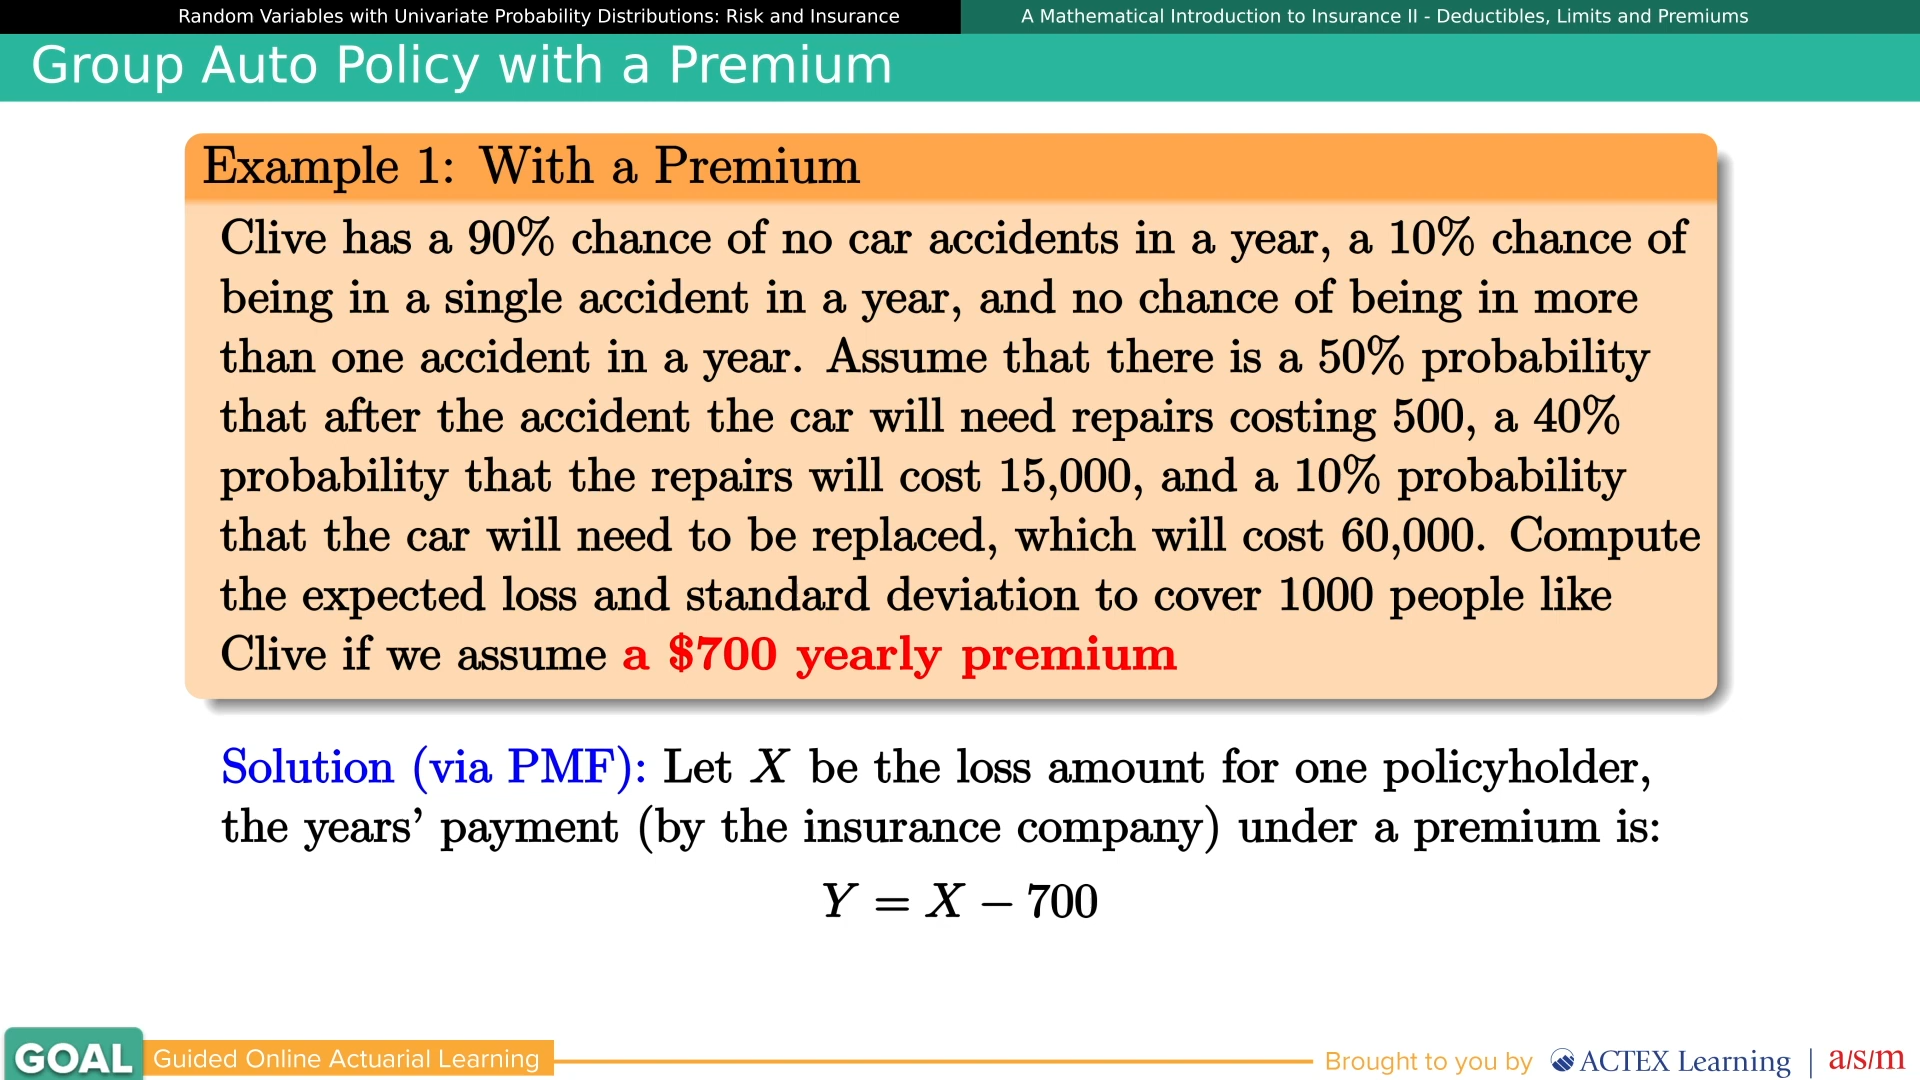 Random Variables with Univariate Probability Distributions: Risk and Insurance
A Mathematical Introduction to Insurance II - Deductibles, Limits and Premiums
Group Auto Policy with a Premium
Example 1: With a Premium
Clive has a 90% chance of no car accidents in a year, a 10% chance of
being in a single accident in a year, and no chance of being in more
than one accident in a year. Assume that there is a 50% probability
that after the accident the car will need repairs costing 500, a 40%
probability that the repairs will cost 15,000, and a 10% probability
that the car will need to be replaced, which will cost 60,000. Compute
the expected loss and standard deviation to cover 1000 people like
Clive if we assume a $700 yearly premium
Solution (via PMF): Let X be the loss amount for one policyholder,
the years’ payment (by the insurance company) under a premium is:
Y = X − 700
GOAL Guided Online Actuarial Learning
Brought to you by ACTEX Learning | a/s/m